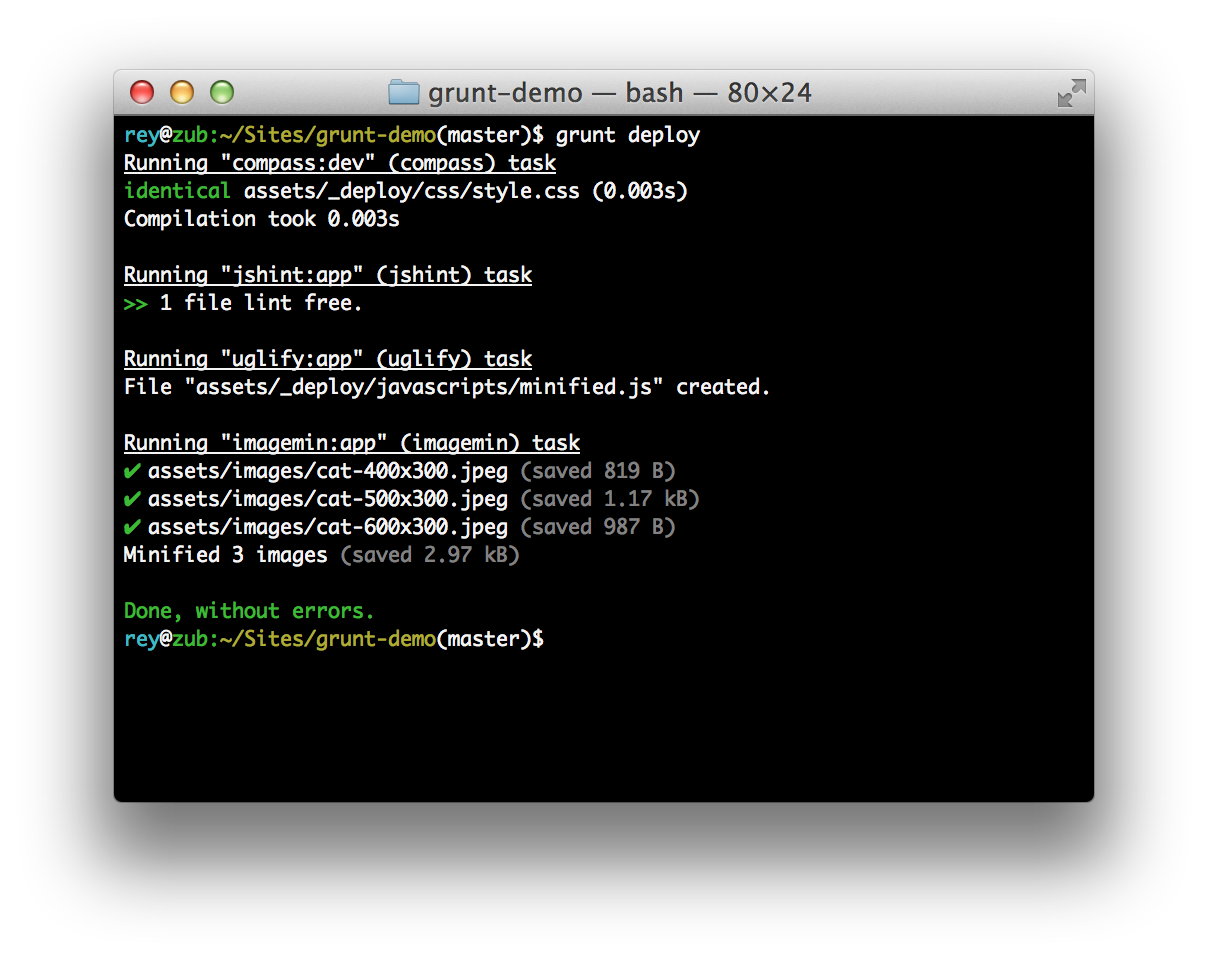 grunt-demo — bash — 80×24
rey@zub:~/Sites/grunt-demo(master)$ grunt deploy
Running "compass:dev" (compass) task
identical assets/_deploy/css/style.css (0.003s)
Compilation took 0.003s
Running "jshint:app" (jshint) task
>> 1 file lint free.
Running "uglify:app" (uglify) task
File "assets/_deploy/javascripts/minified.js" created.
Running "imagemin:app" (imagemin) task
✔ assets/images/cat-400x300.jpeg (saved 819 B)
✔ assets/images/cat-500x300.jpeg (saved 1.17 kB)
✔ assets/images/cat-600x300.jpeg (saved 987 B)
Minified 3 images (saved 2.97 kB)
Done, without errors.
rey@zub:~/Sites/grunt-demo(master)$